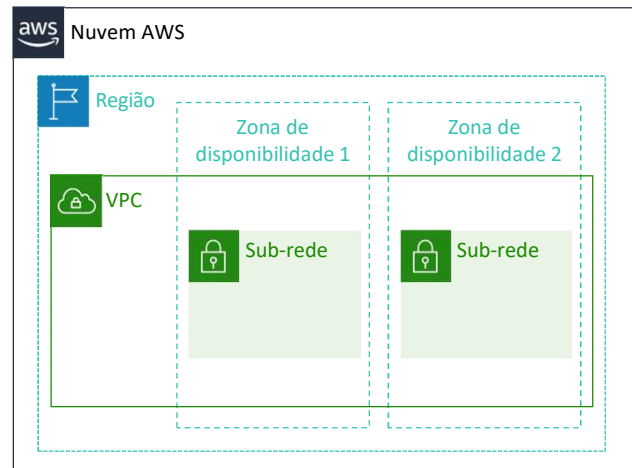 aws
Nuvem AWS
Região
Zona de
disponibilidade 1
Zona de
disponibilidade 2
VPC
Sub-rede
Sub-rede